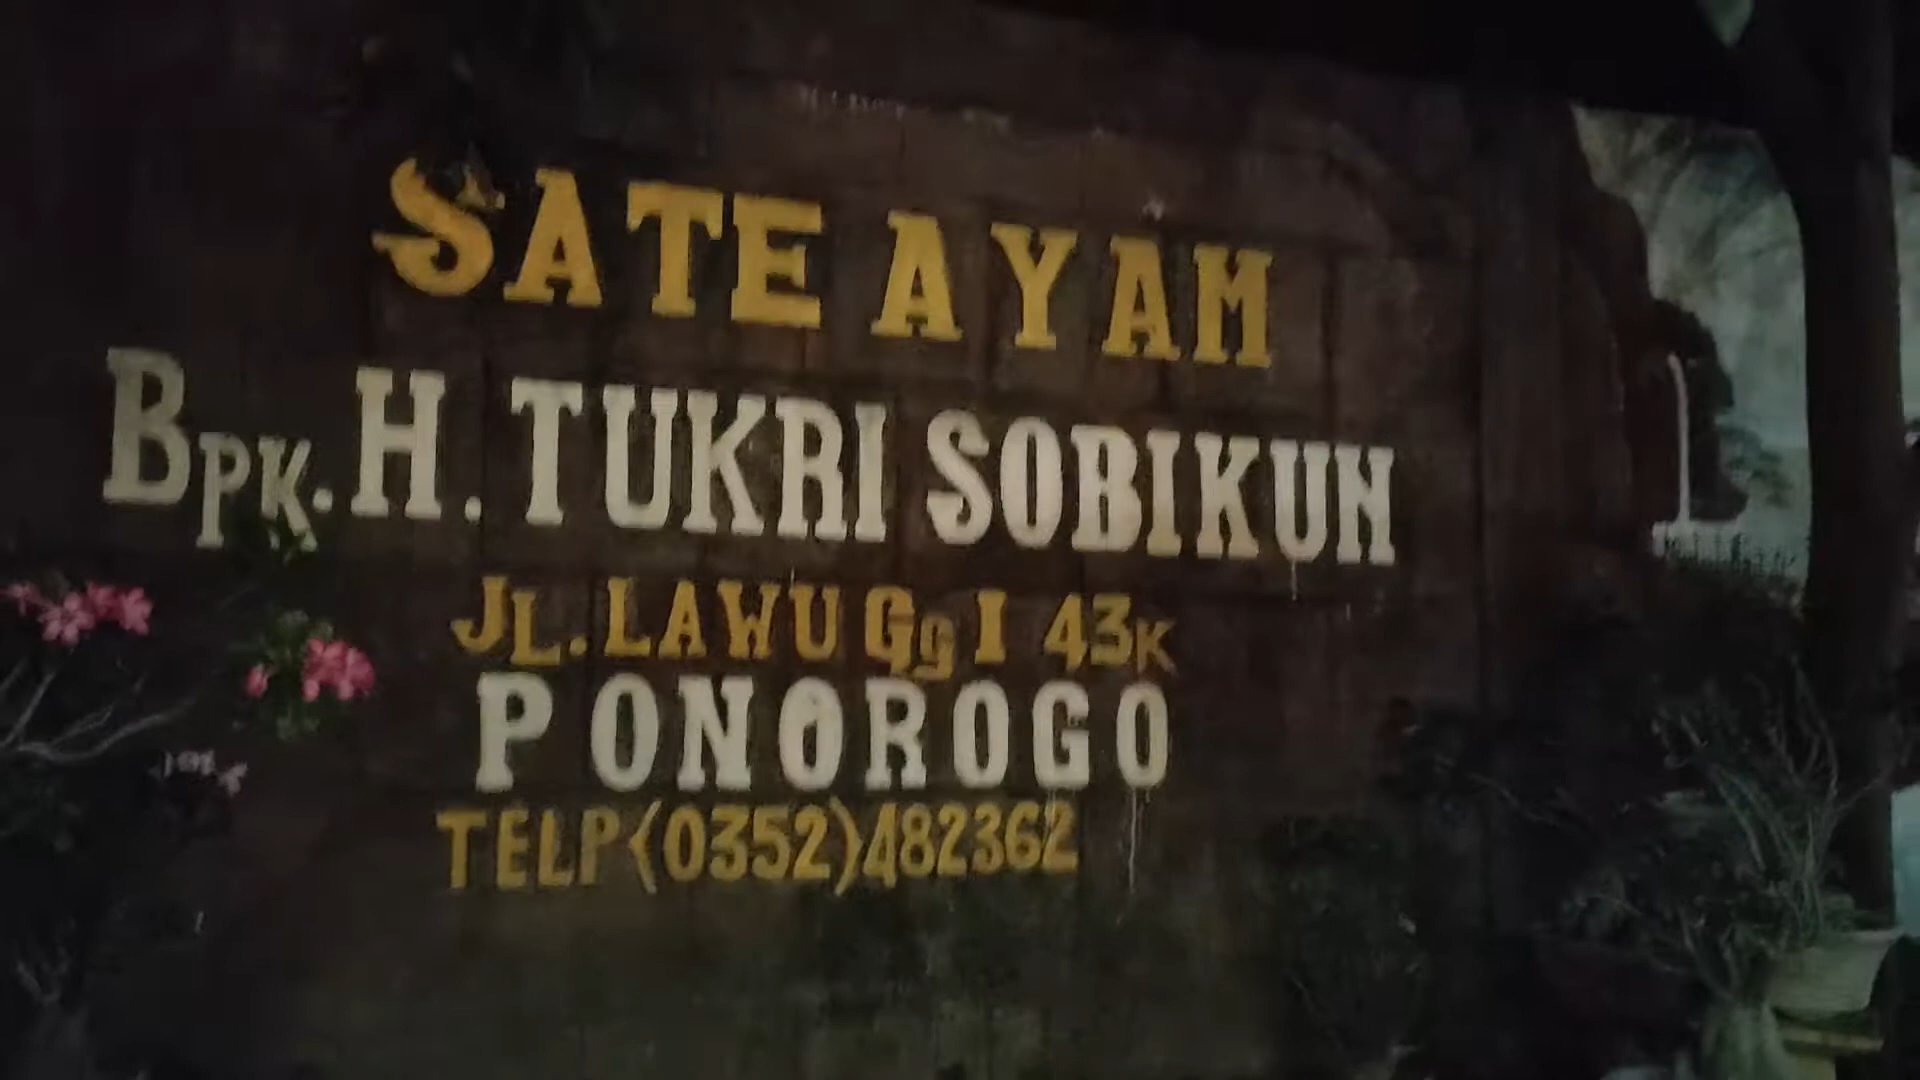 SATE AYAM
BPK. H. TUKRI SOBIKUN
JL. LAWU Gg I 43K
PONOROGO
TELP (0352) 482362